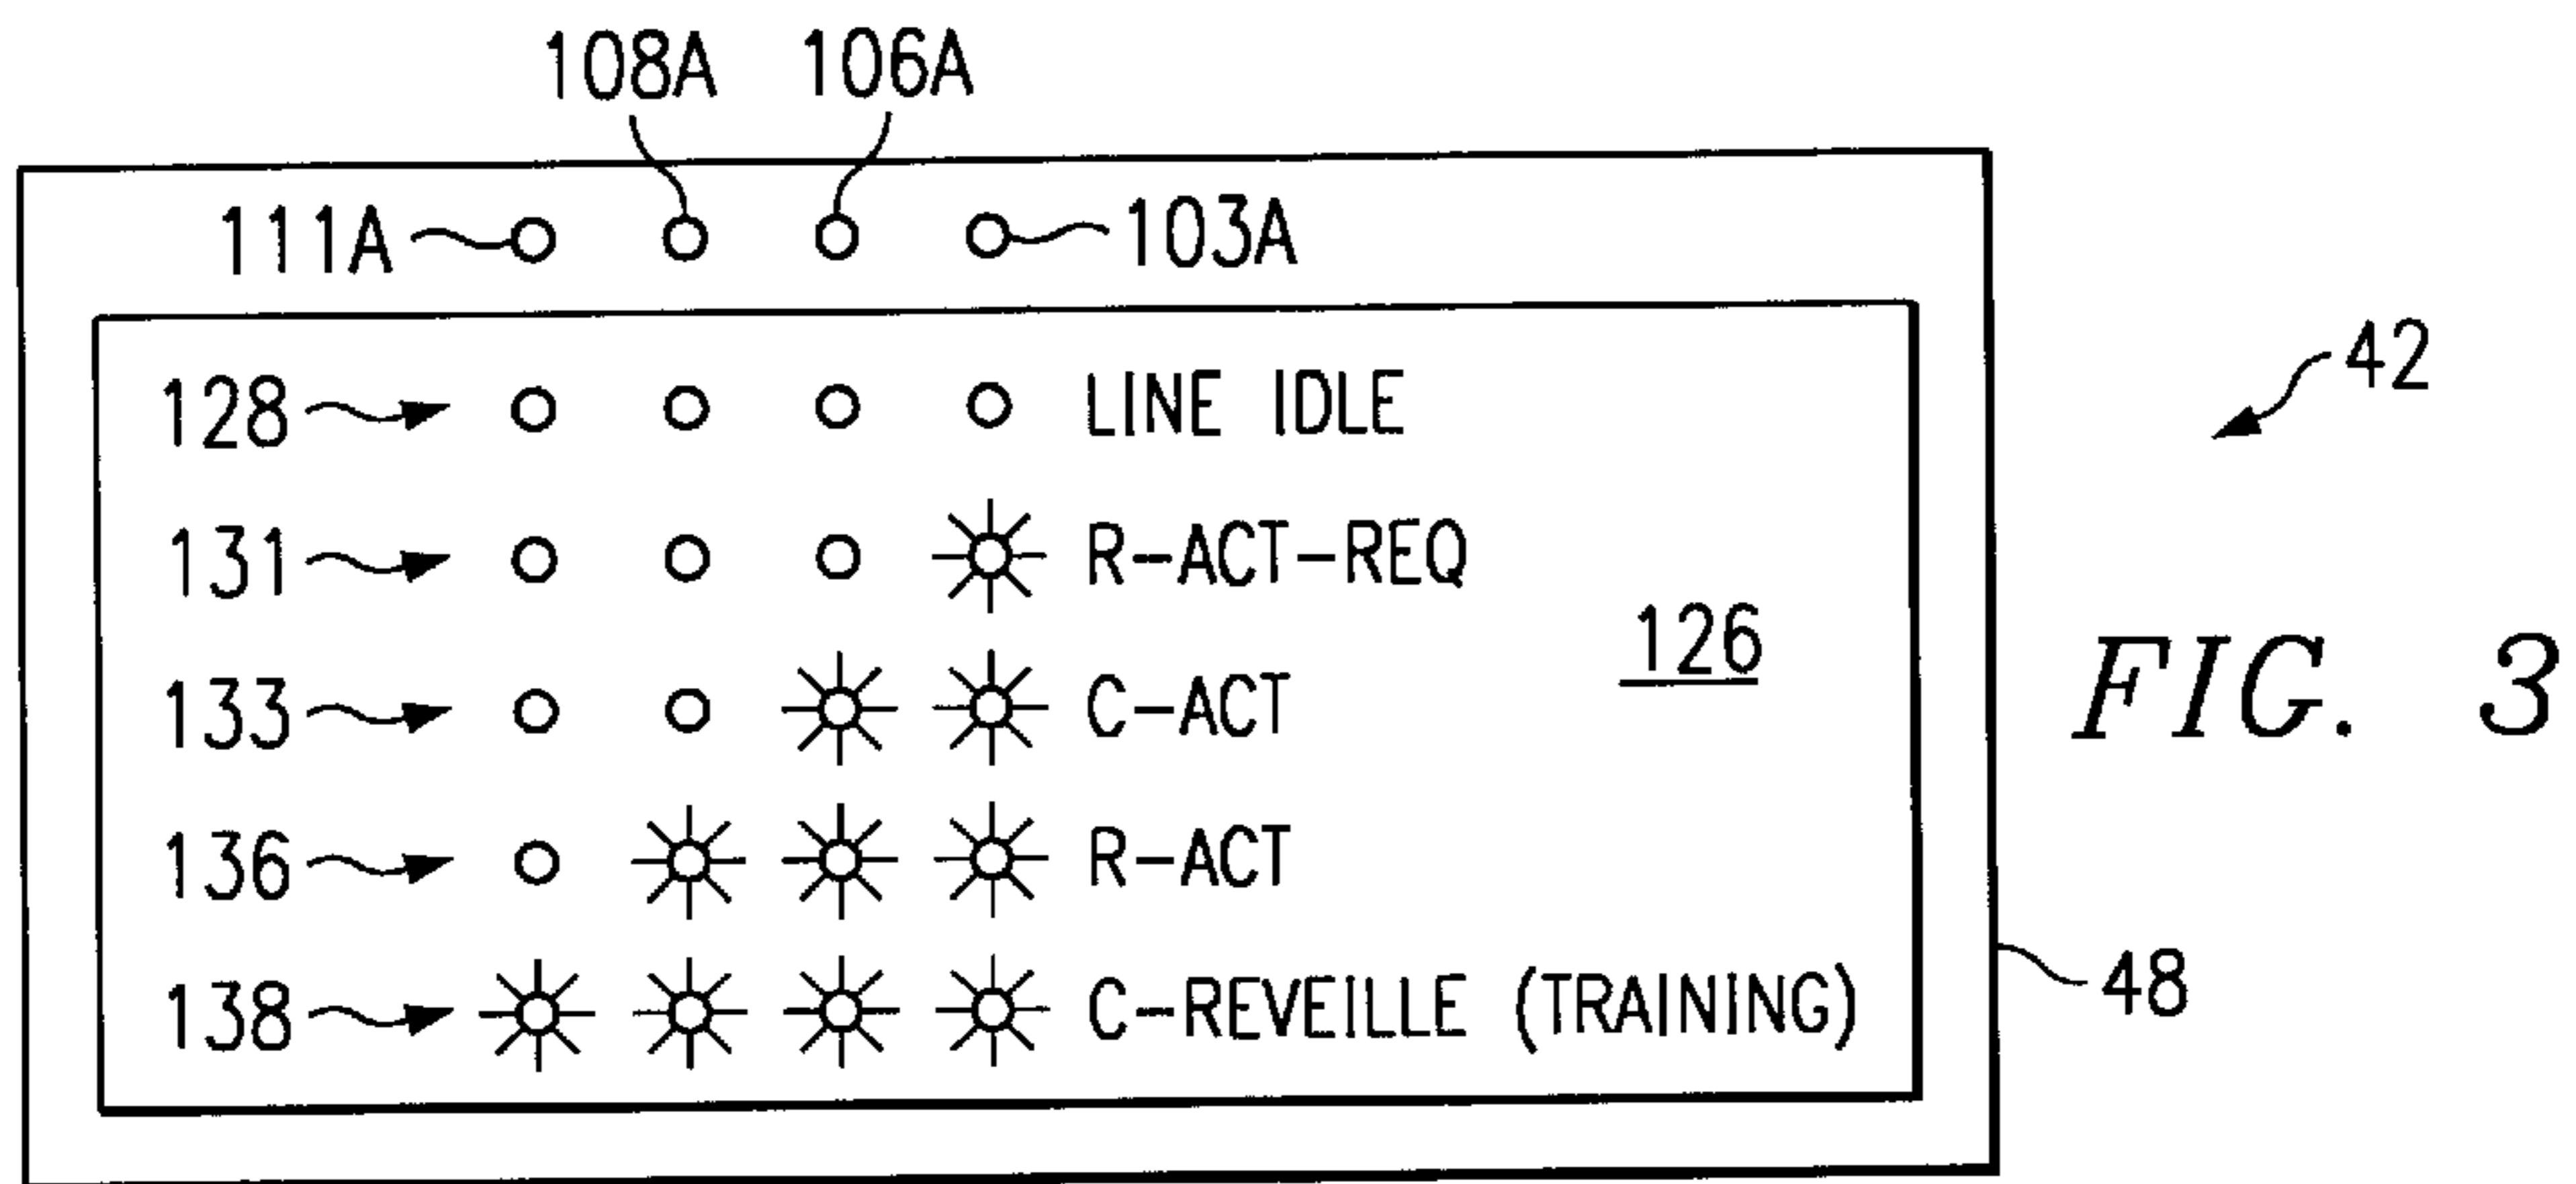 108A 106A
111A 103A
128 LINE IDLE
42
131 R-ACT-REQ
126
133 C-ACT
FIG. 3
136 R-ACT
48
138 C-REVEILLE (TRAINING)